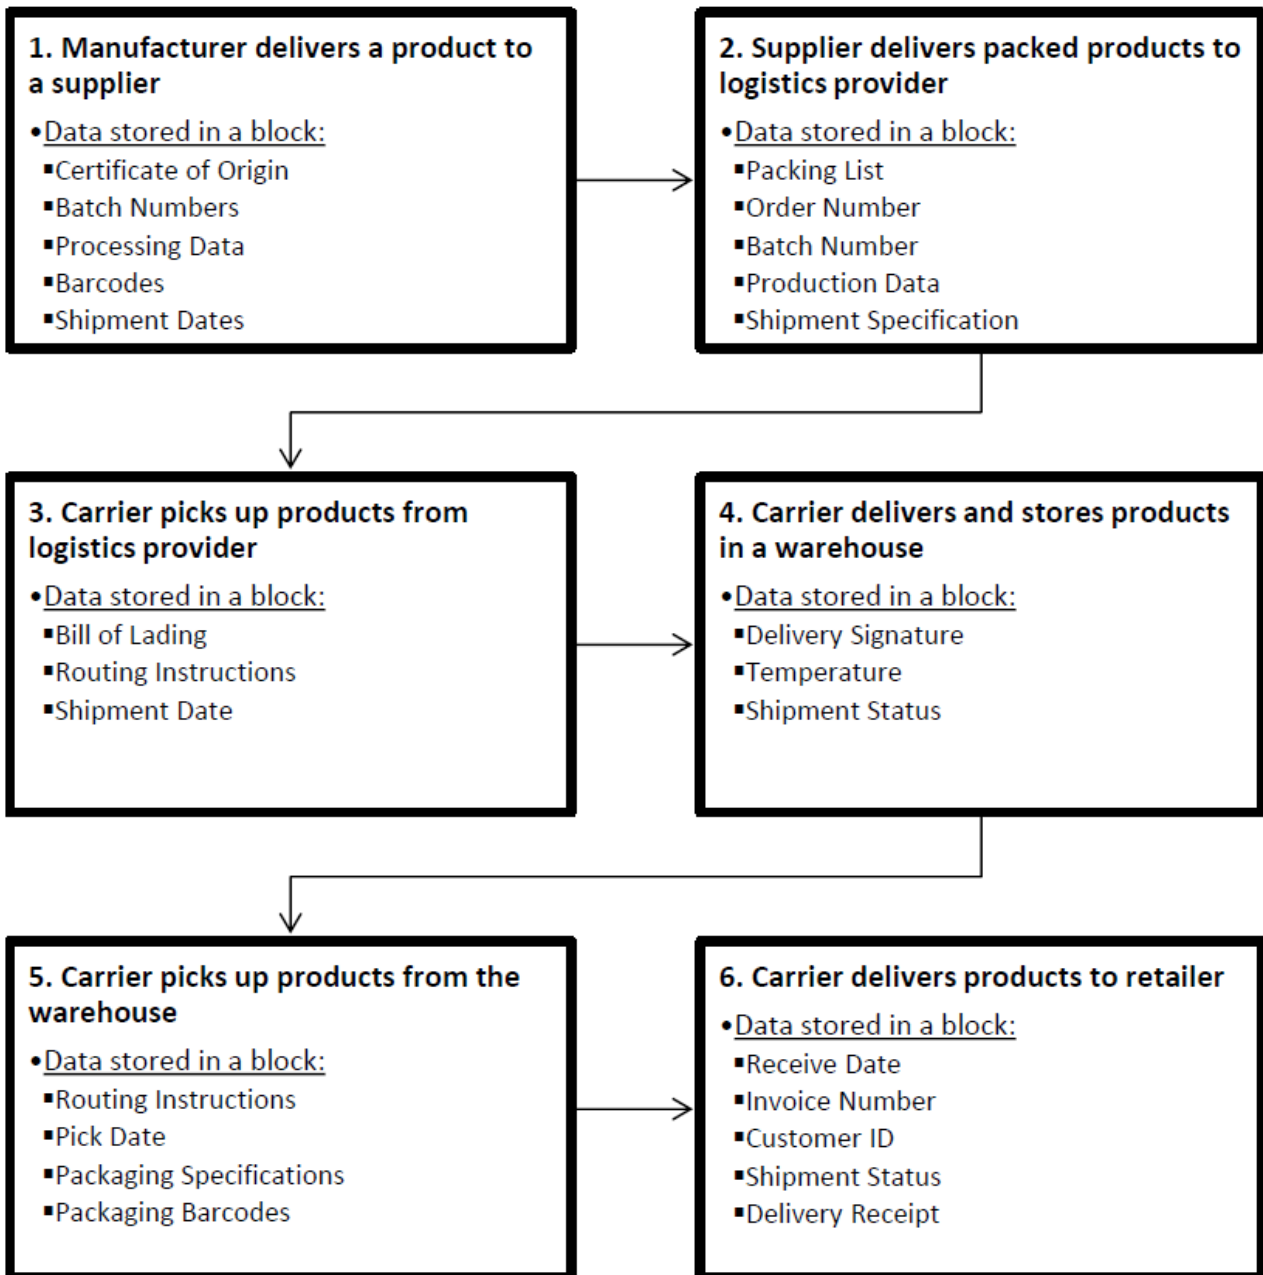 1. Manufacturer delivers a product to
a supplier
•Data stored in a block:
▪Certificate of Origin
▪Batch Numbers
▪Processing Data
▪Barcodes
▪Shipment Dates
2. Supplier delivers packed products to
logistics provider
•Data stored in a block:
▪Packing List
▪Order Number
▪Batch Number
▪Production Data
▪Shipment Specification
3. Carrier picks up products from
logistics provider
•Data stored in a block:
▪Bill of Lading
▪Routing Instructions
▪Shipment Date
4. Carrier delivers and stores products
in a warehouse
•Data stored in a block:
▪Delivery Signature
▪Temperature
▪Shipment Status
5. Carrier picks up products from the
warehouse
•Data stored in a block:
▪Routing Instructions
▪Pick Date
▪Packaging Specifications
▪Packaging Barcodes
6. Carrier delivers products to retailer
•Data stored in a block:
▪Receive Date
▪Invoice Number
▪Customer ID
▪Shipment Status
▪Delivery Receipt